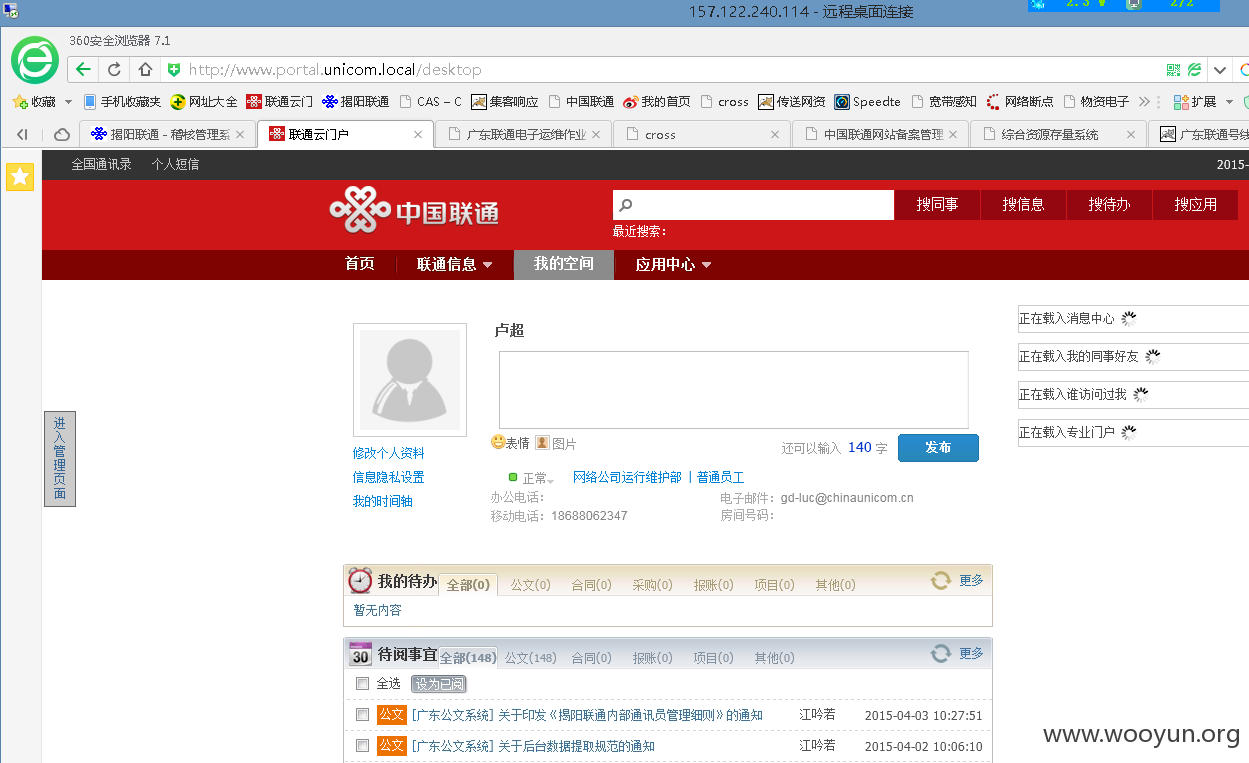 157.122.240.114 - 远程桌面连接
2.3 272
360安全浏览器 7.1
http://www.portal.unicom.local/desktop
收藏 手机收藏夹 网址大全 联通云门 揭阳联通 CAS - C 集客响应 中国联通 我的首页 cross 传送网资 Speedte 宽带感知 网络断点 物资电子 扩展
揭阳联通 - 稽核管理系 联通云门户 广东联通电子运维作业 cross 中国联通网站备案管理 综合资源存量系统 广东联通号线
全国通讯录 个人短信 2015-
中国联通 搜同事 搜信息 搜待办 搜应用
最近搜索:
首页 联通信息 我的空间 应用中心
卢超
正在载入消息中心
正在载入我的同事好友
正在载入谁访问过我
正在载入专业门户
进入管理页面
表情 图片 还可以输入 140 字 发布
修改个人资料
信息隐私设置
我的时间轴
正常 网络公司运行维护部 | 普通员工
办公电话: 电子邮件: gd-luc@chinaunicom.cn
移动电话: 18688062347 房间号码:
我的待办 全部(0) 公文(0) 合同(0) 采购(0) 报账(0) 项目(0) 其他(0) 更多
暂无内容
30 待阅事宜 全部(148) 公文(148) 合同(0) 报账(0) 项目(0) 其他(0) 更多
全选 设为已阅
公文 [广东公文系统] 关于印发《揭阳联通内部通讯员管理细则》的通知 江吟若 2015-04-03 10:27:51
公文 [广东公文系统] 关于后台数据提取规范的通知 江吟若 2015-04-02 10:06:10
www.wooyun.org